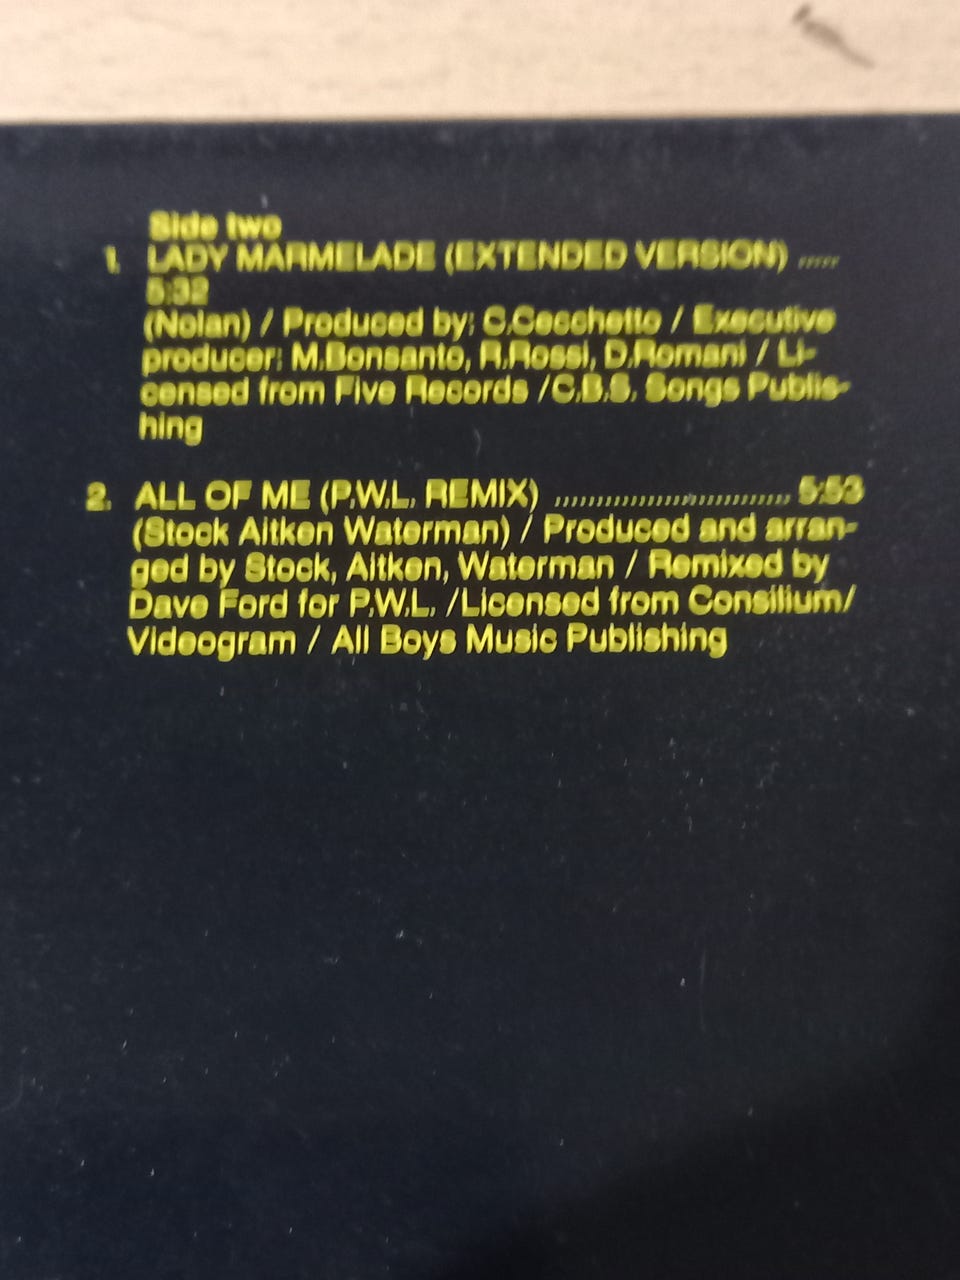 Side two
1. LADY MARMELADE (EXTENDED VERSION) .....
5:32
(Nolan) / Produced by: C.Cecchetto / Executive
producer: M.Bonsanto, R.Rossi, D.Romani / Li-
censed from Five Records /C.B.S. Songs Publis-
hing
2. ALL OF ME (P.W.L. REMIX) ............................ 5:53
(Stock Aitken Waterman) / Produced and arran-
ged by Stock, Aitken, Waterman / Remixed by
Dave Ford for P.W.L. /Licensed from Consilium/
Videogram / All Boys Music Publishing